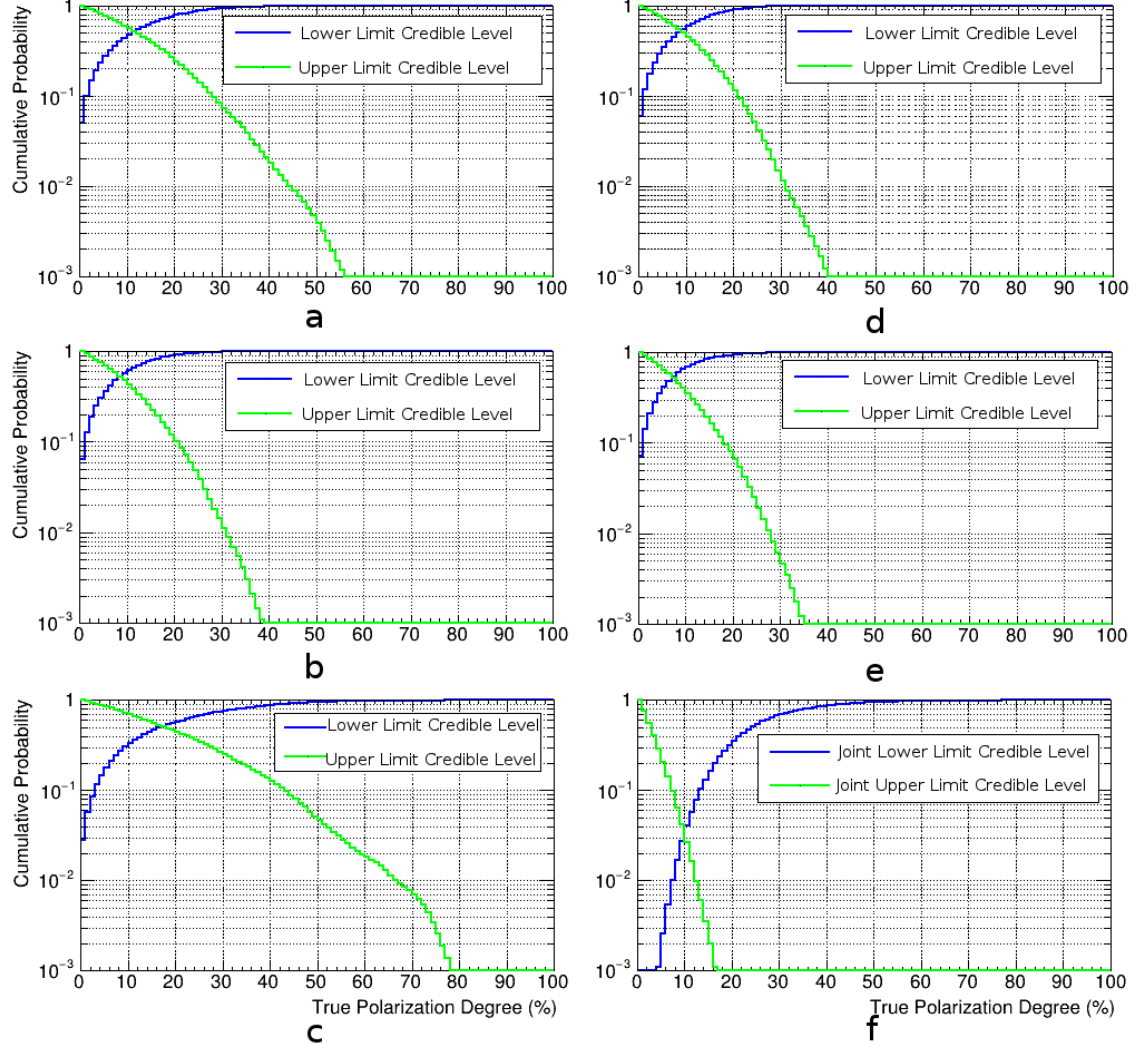 Cumulative Probability
1
10⁻¹
10⁻²
10⁻³
Lower Limit Credible Level
Upper Limit Credible Level
0 10 20 30 40 50 60 70 80 90 100
a
1
10⁻¹
10⁻²
10⁻³
Lower Limit Credible Level
Upper Limit Credible Level
0 10 20 30 40 50 60 70 80 90 100
d
Cumulative Probability
1
10⁻¹
10⁻²
10⁻³
Lower Limit Credible Level
Upper Limit Credible Level
0 10 20 30 40 50 60 70 80 90 100
b
1
10⁻¹
10⁻²
10⁻³
Lower Limit Credible Level
Upper Limit Credible Level
0 10 20 30 40 50 60 70 80 90 100
e
Cumulative Probability
1
10⁻¹
10⁻²
10⁻³
Lower Limit Credible Level
Upper Limit Credible Level
0 10 20 30 40 50 60 70 80 90 100
True Polarization Degree (%)
c
1
10⁻¹
10⁻²
10⁻³
Joint Lower Limit Credible Level
Joint Upper Limit Credible Level
0 10 20 30 40 50 60 70 80 90 100
True Polarization Degree (%)
f